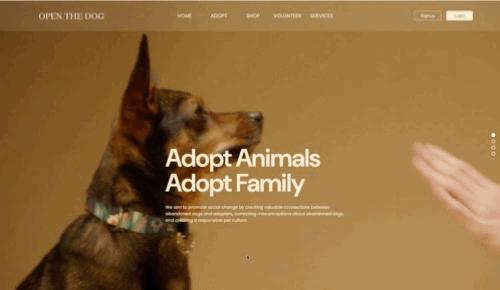 OPEN THE DOG
HOME ADOPT SHOP VOLUNTEER SERVICES
SignUp Login
Adopt Animals
Adopt Family
We aim to promote social change by creating valuable connections between
abandoned dogs and adopters, correcting misconceptions about abandoned dogs,
and creating a responsible pet culture.